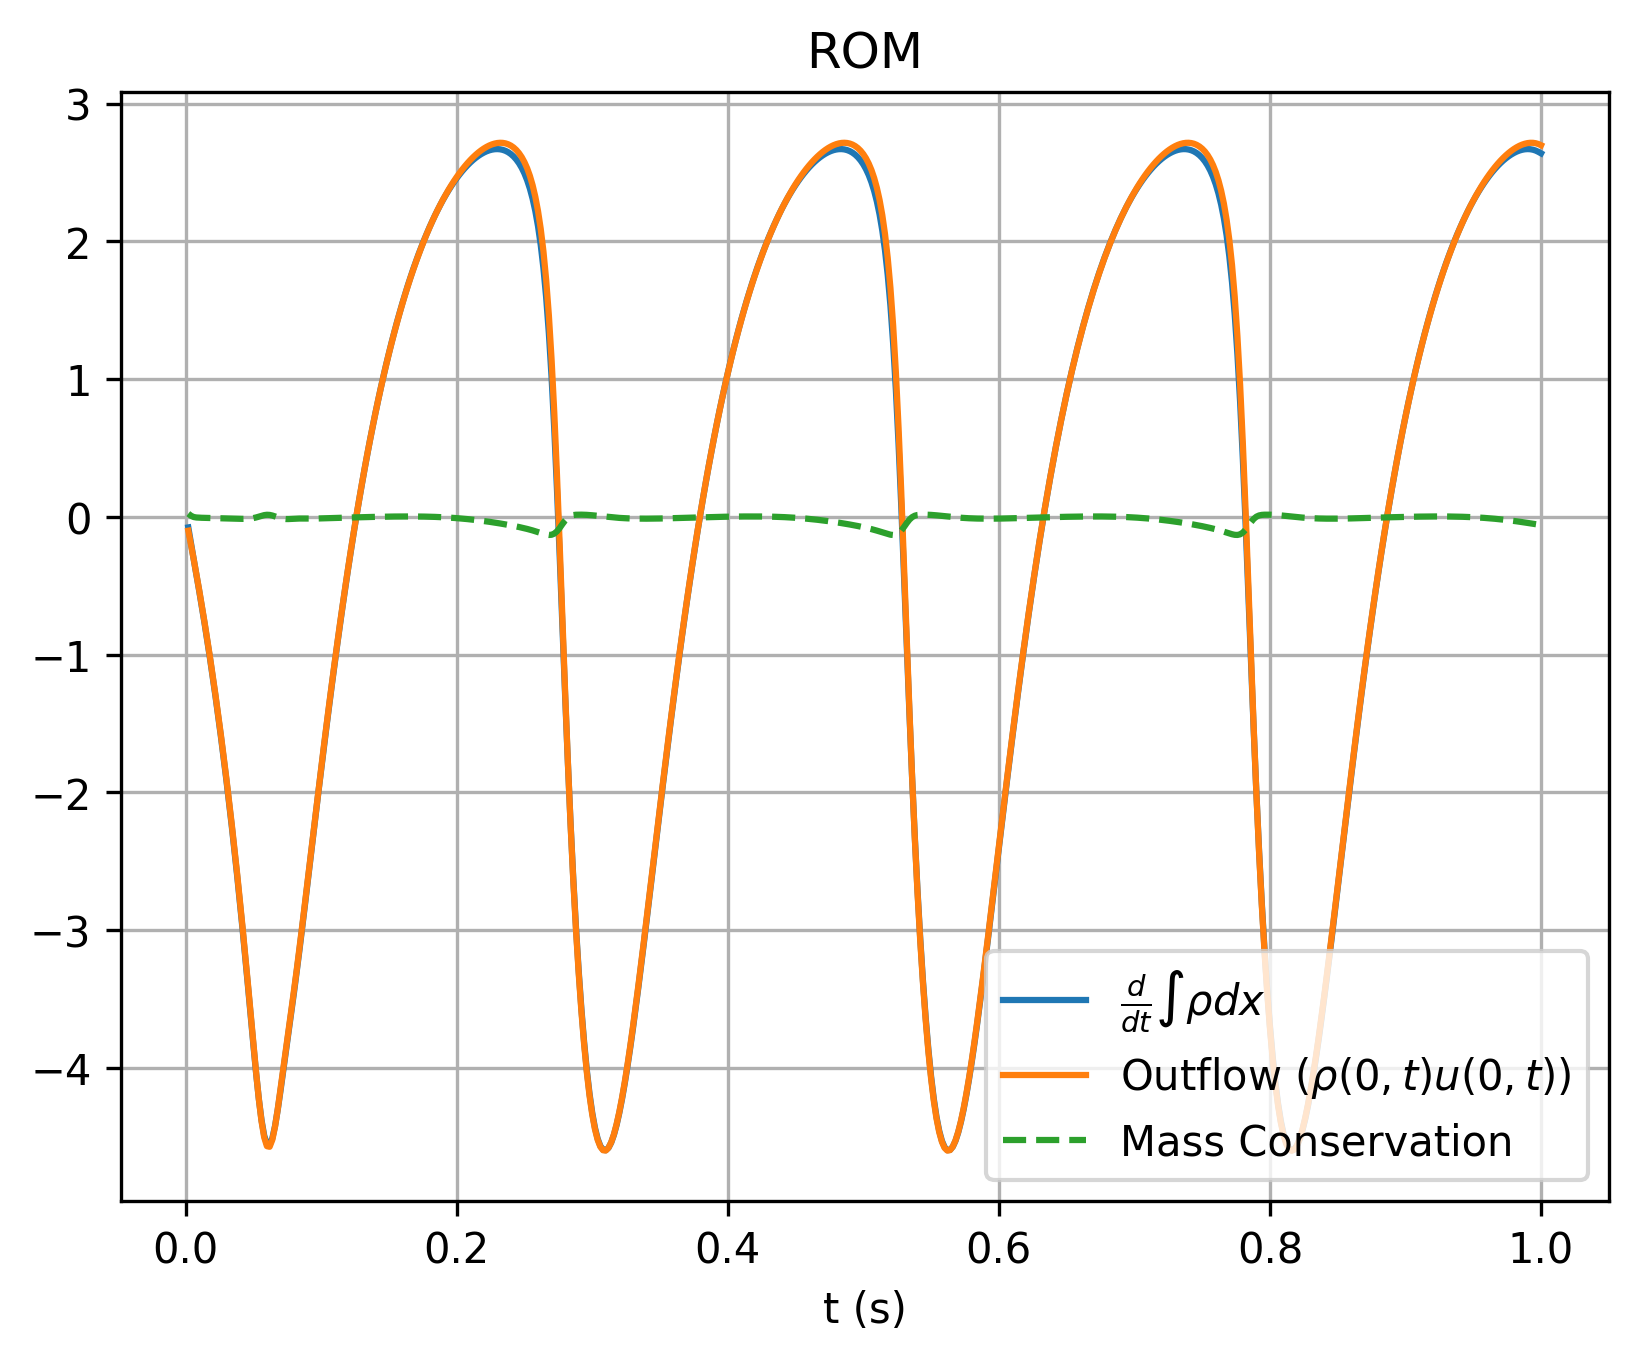 ROM
3
2
1
0
−1
−2
−3
−4
d/dt ∫ρdx
Outflow (ρ(0, t)u(0, t))
Mass Conservation
0.0 0.2 0.4 0.6 0.8 1.0
t (s)